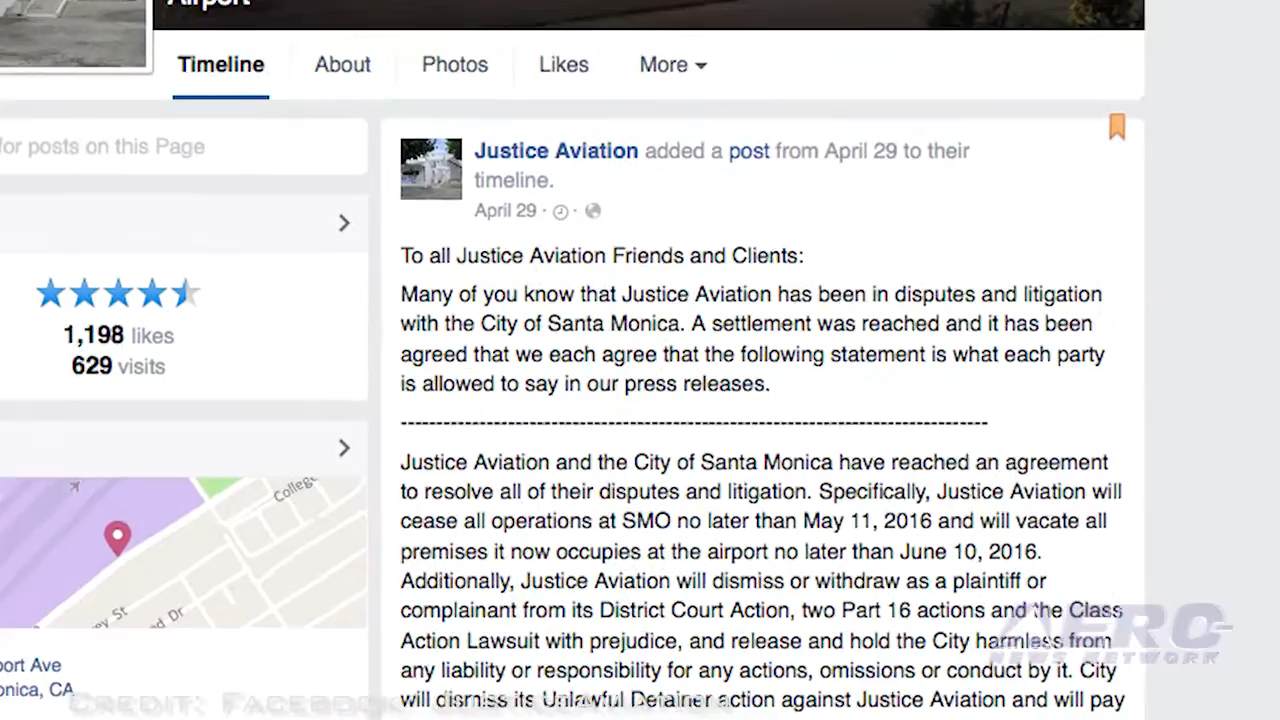 Airport
Timeline
About
Photos
Likes
More
for posts on this Page
Justice Aviation added a post from April 29 to their
timeline.
April 29
To all Justice Aviation Friends and Clients:
Many of you know that Justice Aviation has been in disputes and litigation
with the City of Santa Monica. A settlement was reached and it has been
agreed that we each agree that the following statement is what each party
is allowed to say in our press releases.
--------------------------------------------------------------------------------
1,198 likes
629 visits
Justice Aviation and the City of Santa Monica have reached an agreement
to resolve all of their disputes and litigation. Specifically, Justice Aviation will
cease all operations at SMO no later than May 11, 2016 and will vacate all
premises it now occupies at the airport no later than June 10, 2016.
Additionally, Justice Aviation will dismiss or withdraw as a plaintiff or
complainant from its District Court Action, two Part 16 actions and the Class
Action Lawsuit with prejudice, and release and hold the City harmless from
any liability or responsibility for any actions, omissions or conduct by it. City
will dismiss its Unlawful Detainer action against Justice Aviation and will pay
College
ey St
d Dr
port Ave
onica, CA
AERO
NEWS NETWORK
Credit: Facebook